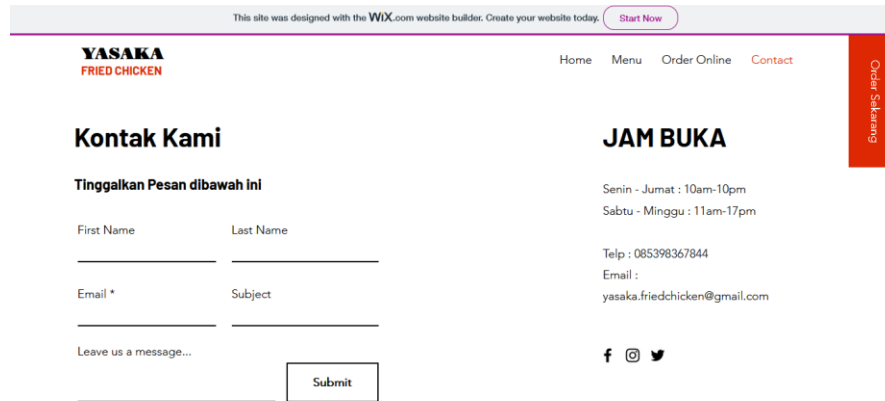 This site was designed with the WiX.com website builder. Create your website today. Start Now
YASAKA
FRIED CHICKEN
Home Menu Order Online Contact
Order Sekarang
Kontak Kami
Tinggalkan Pesan dibawah ini
First Name Last Name
Email * Subject
Leave us a message...
Submit
JAM BUKA
Senin - Jumat : 10am-10pm
Sabtu - Minggu : 11am-17pm
Telp : 085398367844
Email :
yasaka.friedchicken@gmail.com